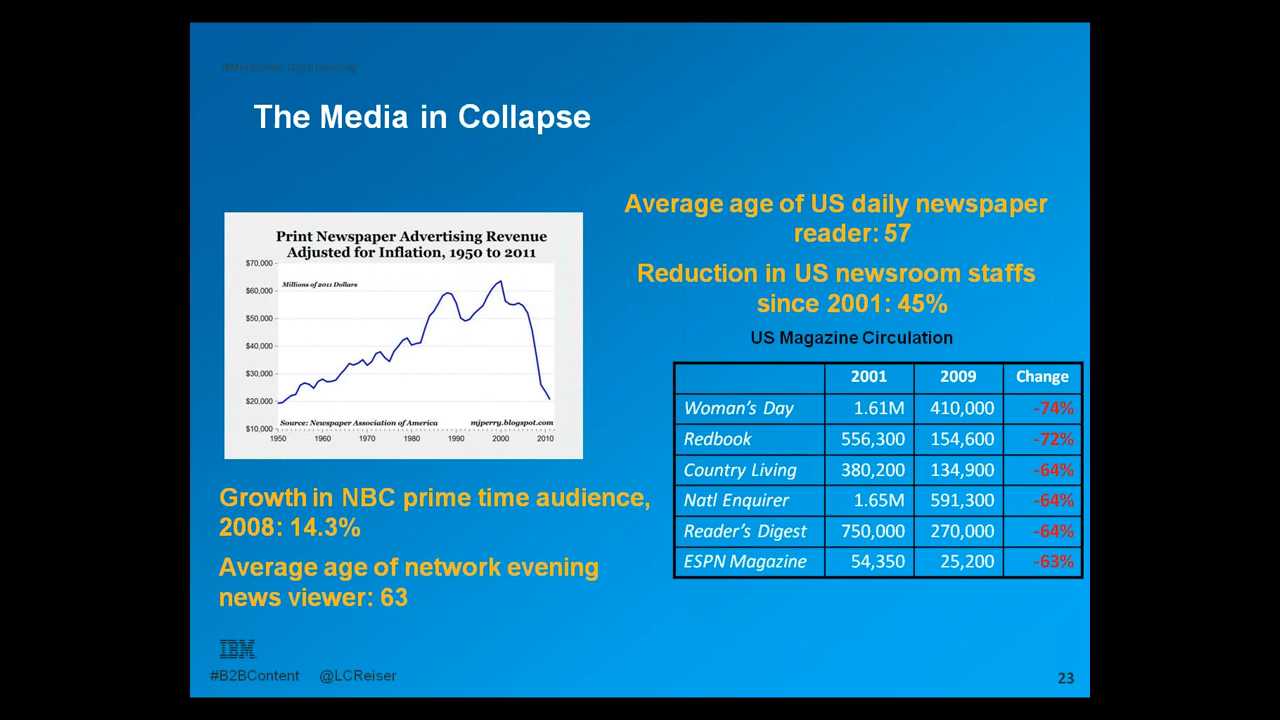 The Media in Collapse
Print Newspaper Advertising Revenue
Adjusted for Inflation, 1950 to 2011
Millions of 2011 Dollars
$70,000
$60,000
$50,000
$40,000
$30,000
$20,000
$10,000
1950 1960 1970 1980 1990 2000 2010
Source: Newspaper Association of America mjperry.blogspot.com
Growth in NBC prime time audience,
2008: 14.3%
Average age of network evening
news viewer: 63
Average age of US daily newspaper
reader: 57
Reduction in US newsroom staffs
since 2001: 45%
US Magazine Circulation
2001 2009 Change
Woman's Day 1.61M 410,000 -74%
Redbook 556,300 154,600 -72%
Country Living 380,200 134,900 -64%
Natl Enquirer 1.65M 591,300 -64%
Reader's Digest 750,000 270,000 -64%
ESPN Magazine 54,350 25,200 -63%
IBM
#B2BContent @LCReiser
23